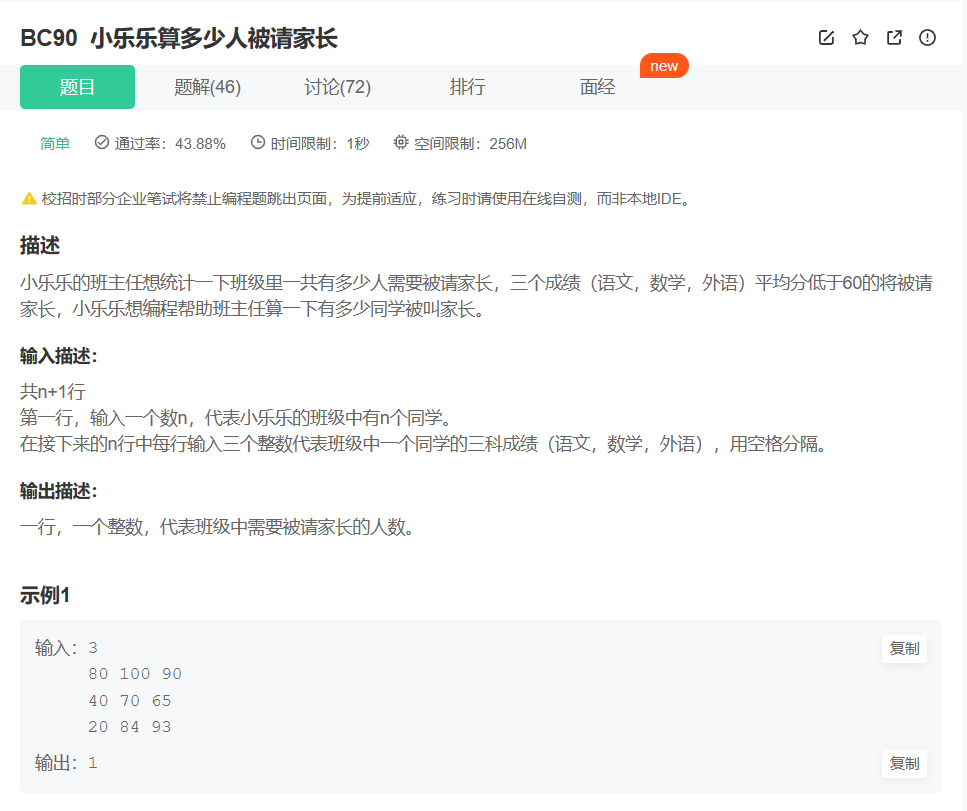 BC90 小乐乐算多少人被请家长
题目 题解(46) 讨论(72) 排行 面经 new
简单 通过率：43.88% 时间限制：1秒 空间限制：256M
校招时部分企业笔试将禁止编程题跳出页面，为提前适应，练习时请使用在线自测，而非本地IDE。
描述
小乐乐的班主任想统计一下班级里一共有多少人需要被请家长，三个成绩（语文，数学，外语）平均分低于60的将被请
家长，小乐乐想编程帮助班主任算一下有多少同学被叫家长。
输入描述：
共n+1行
第一行，输入一个数n，代表小乐乐的班级中有n个同学。
在接下来的n行中每行输入三个整数代表班级中一个同学的三科成绩（语文，数学，外语），用空格分隔。
输出描述：
一行，一个整数，代表班级中需要被请家长的人数。
示例1
输入：3 复制
80 100 90
40 70 65
20 84 93
输出：1 复制